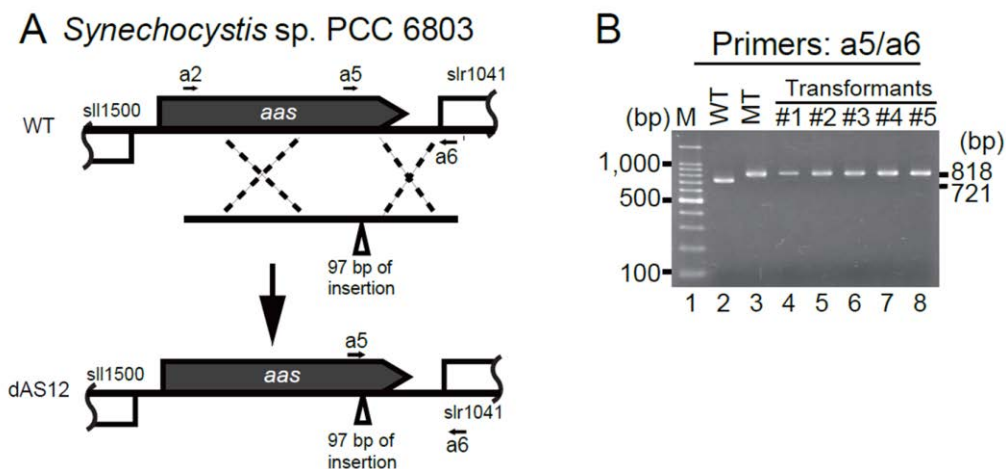 A Synechocystis sp. PCC 6803
sll1500
a2
a5
slr1041
WT
aas
a6
97 bp of
insertion
a5
sll1500
aas
dAS12
slr1041
97 bp of
insertion
a6
B
Primers: a5/a6
Transformants
(bp) M WT MT #1 #2 #3 #4 #5
(bp)
1,000
818
721
500
100
1 2 3 4 5 6 7 8